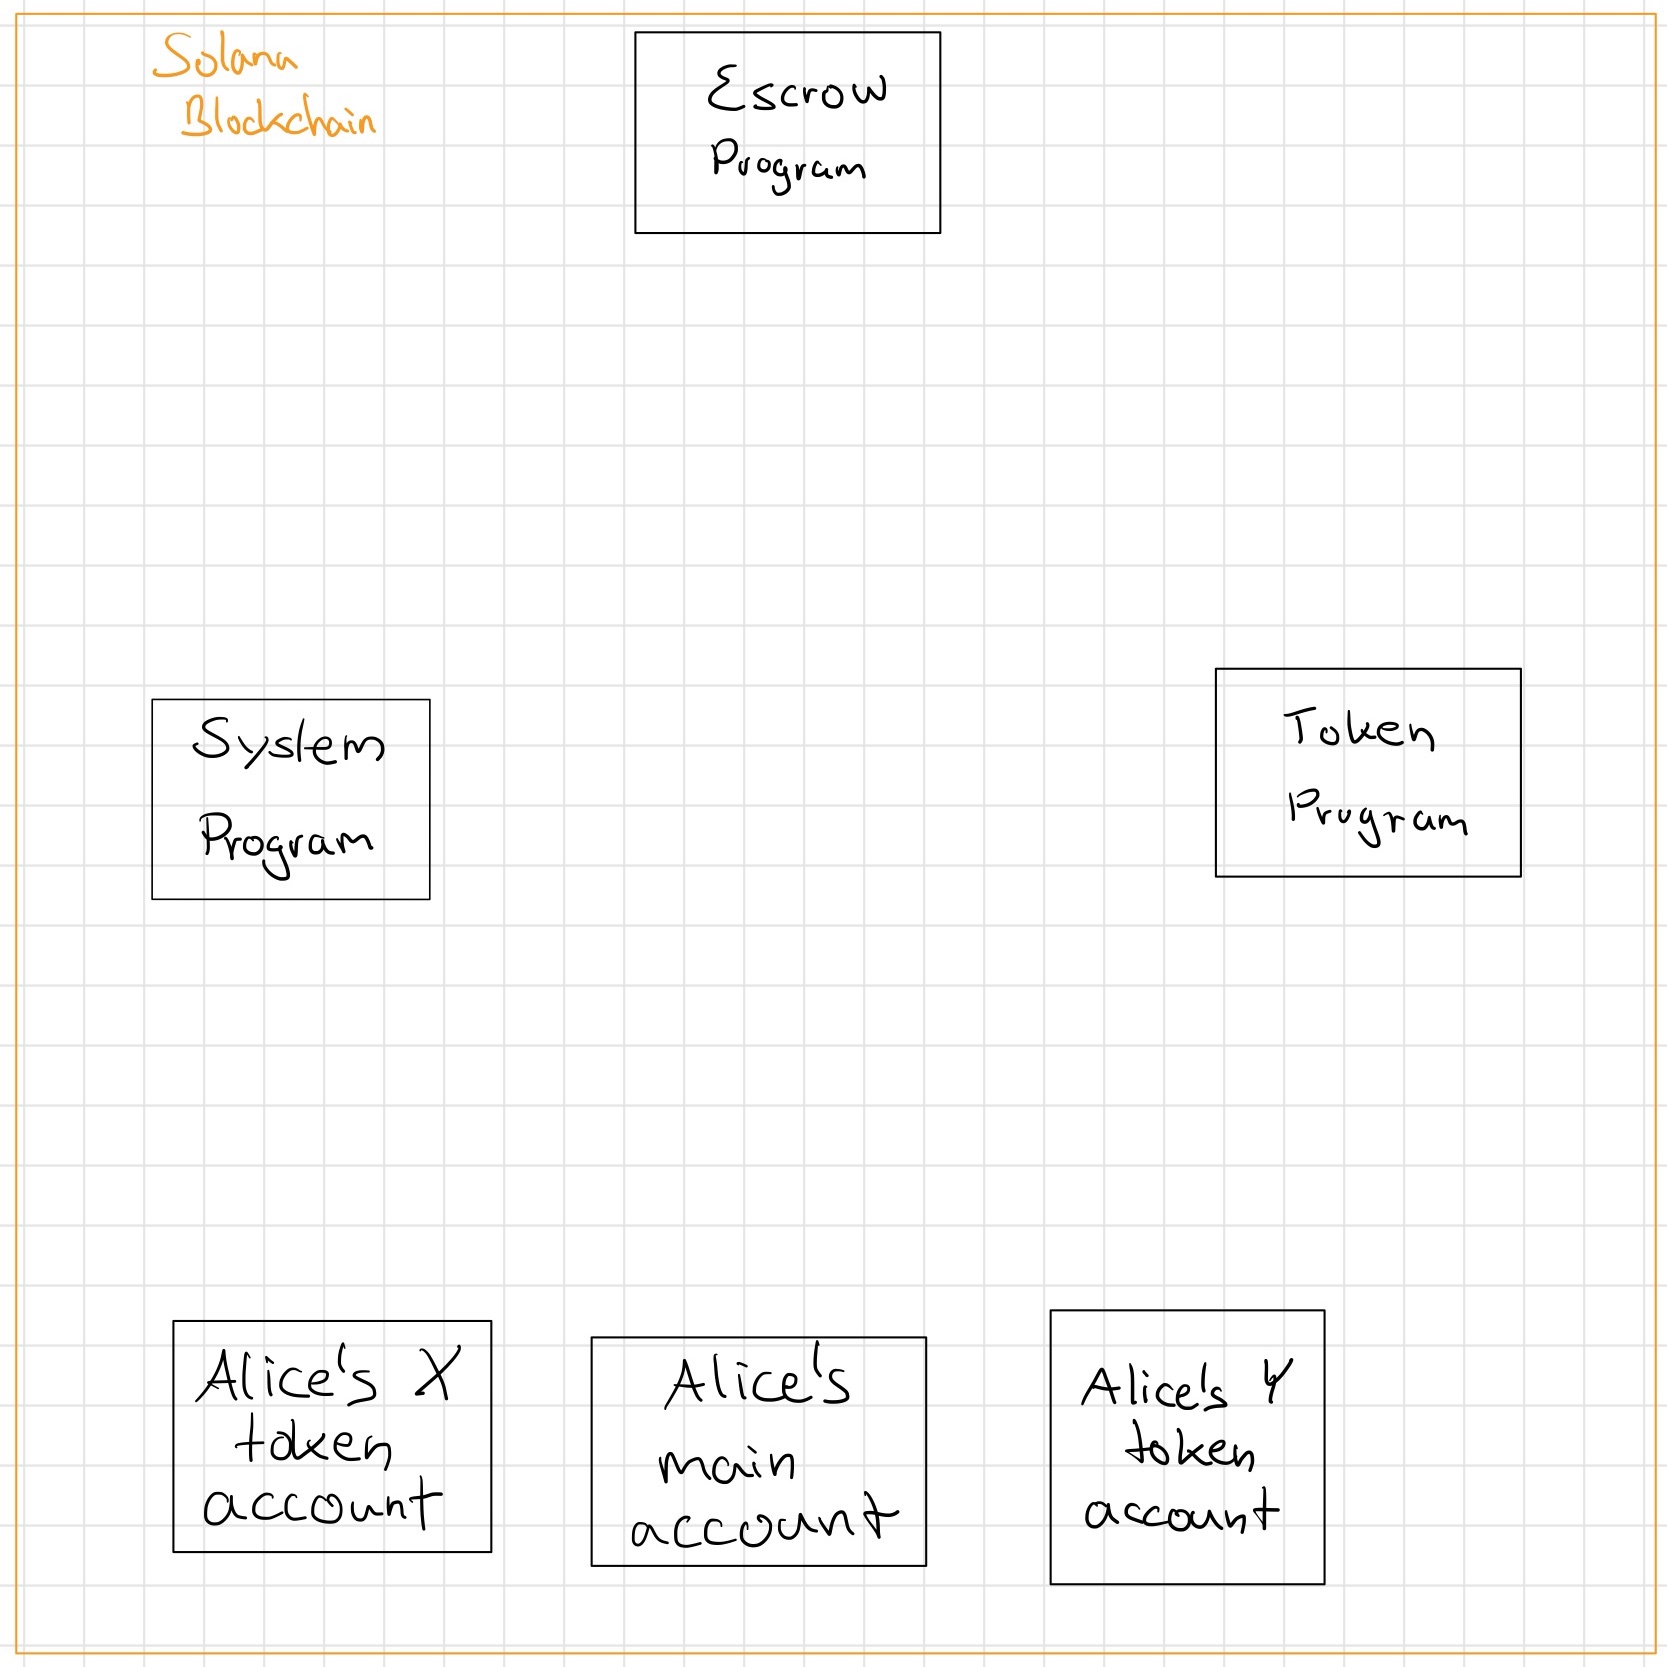 Solana
Blockchain
Escrow
Program
System
Program
Token
Program
Alice's X
token
account
Alice's
main
account
Alice's Y
token
account